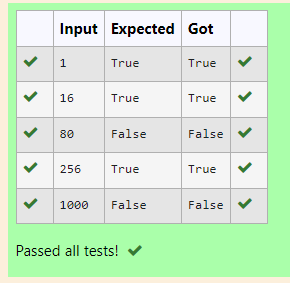 Input Expected Got
1 True True
16 True True
80 False False
256 True True
1000 False False
Passed all tests!